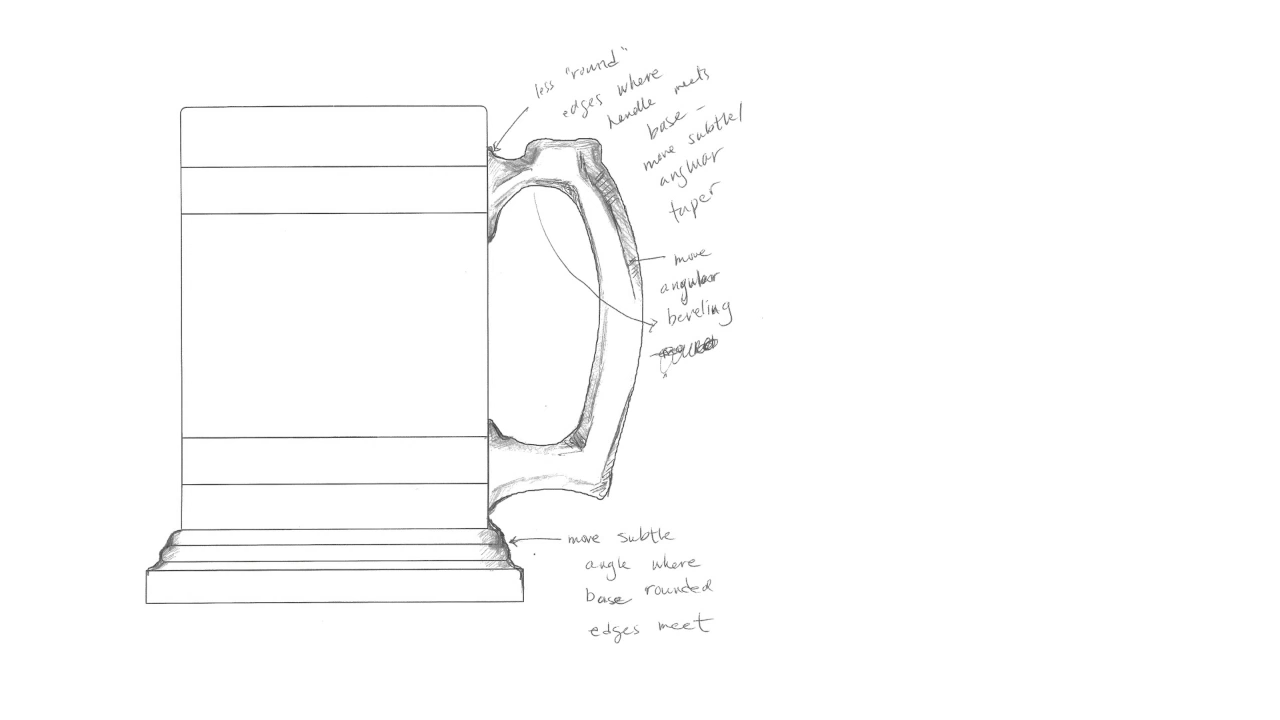 less "round"
edges where
handle meets
base -
more subtle/
angular
taper
more
angular
beveling
more subtle
angle where
base rounded
edges meet